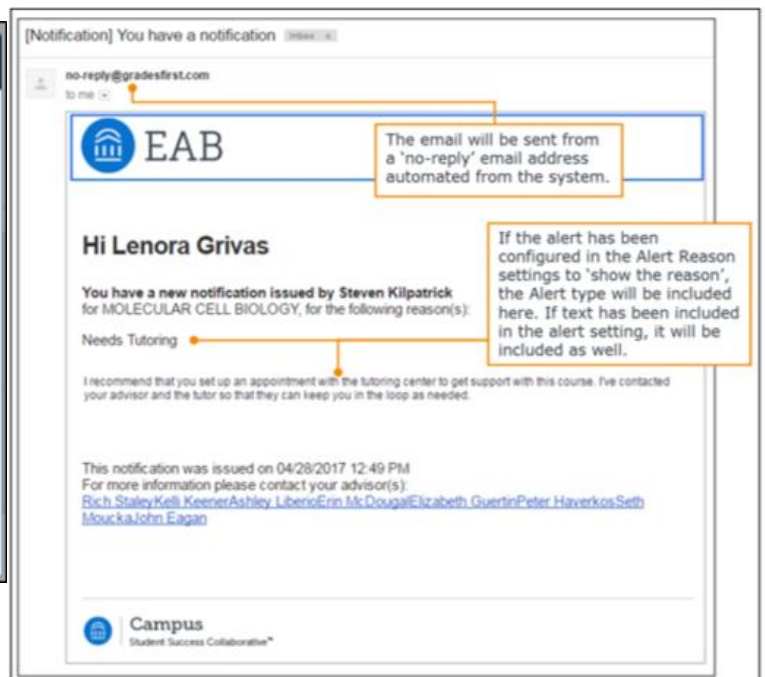 [Notification] You have a notification Inbox x
no-reply@gradesfirst.com
to me
EAB
The email will be sent from
a 'no-reply' email address
automated from the system.
Hi Lenora Grivas
If the alert has been
configured in the Alert Reason
settings to 'show the reason',
the Alert type will be included
here. If text has been included
in the alert setting, it will be
included as well.
You have a new notification issued by Steven Kilpatrick
for MOLECULAR CELL BIOLOGY, for the following reason(s):
Needs Tutoring
I recommend that you set up an appointment with the tutoring center to get support with this course. I've contacted
your advisor and the tutor so that they can keep you in the loop as needed.
This notification was issued on 04/28/2017 12:49 PM
For more information please contact your advisor(s):
Rich StaleyKelli KeenerAshley LiberioErin McDougalElizabeth GuertinPeter HaverkosSeth
MouckaJohn Eagan
Campus
Student Success Collaborative™